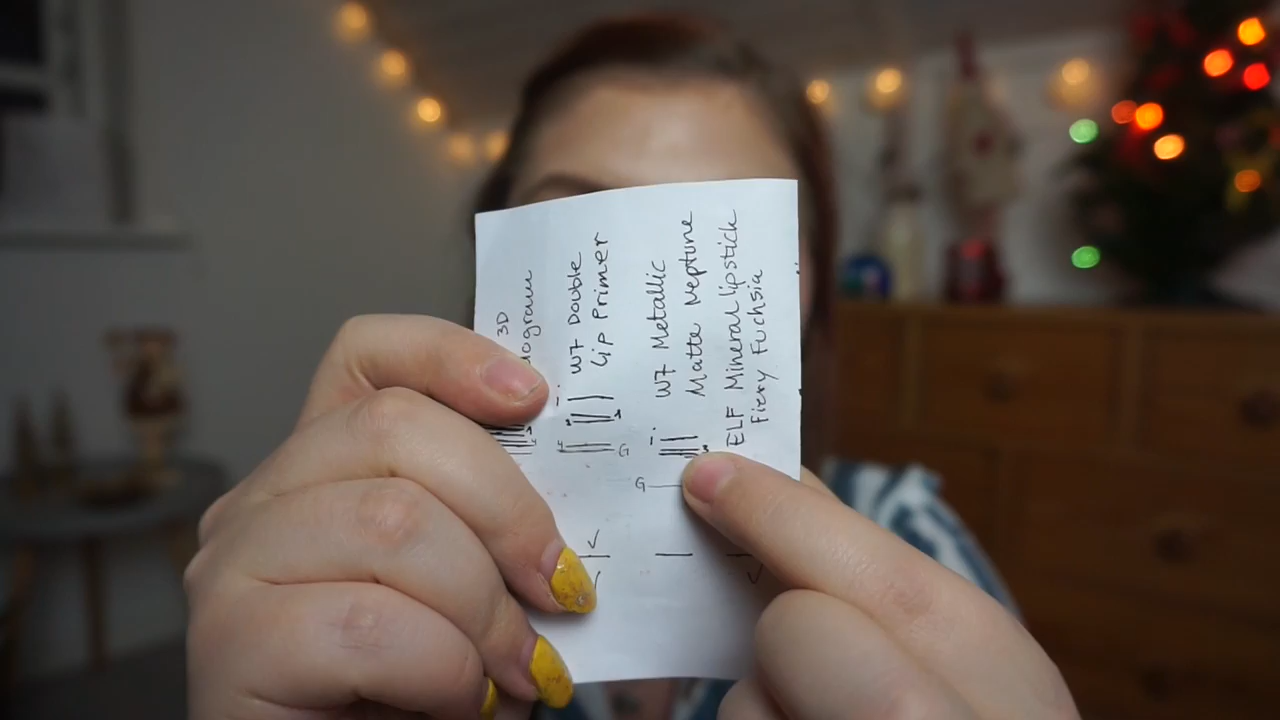 3D
W7 Double
Lip Primer
G
W7 Metallic
Matte Neptune
G
ELF Mineral lipstick
Fiery Fuchsia